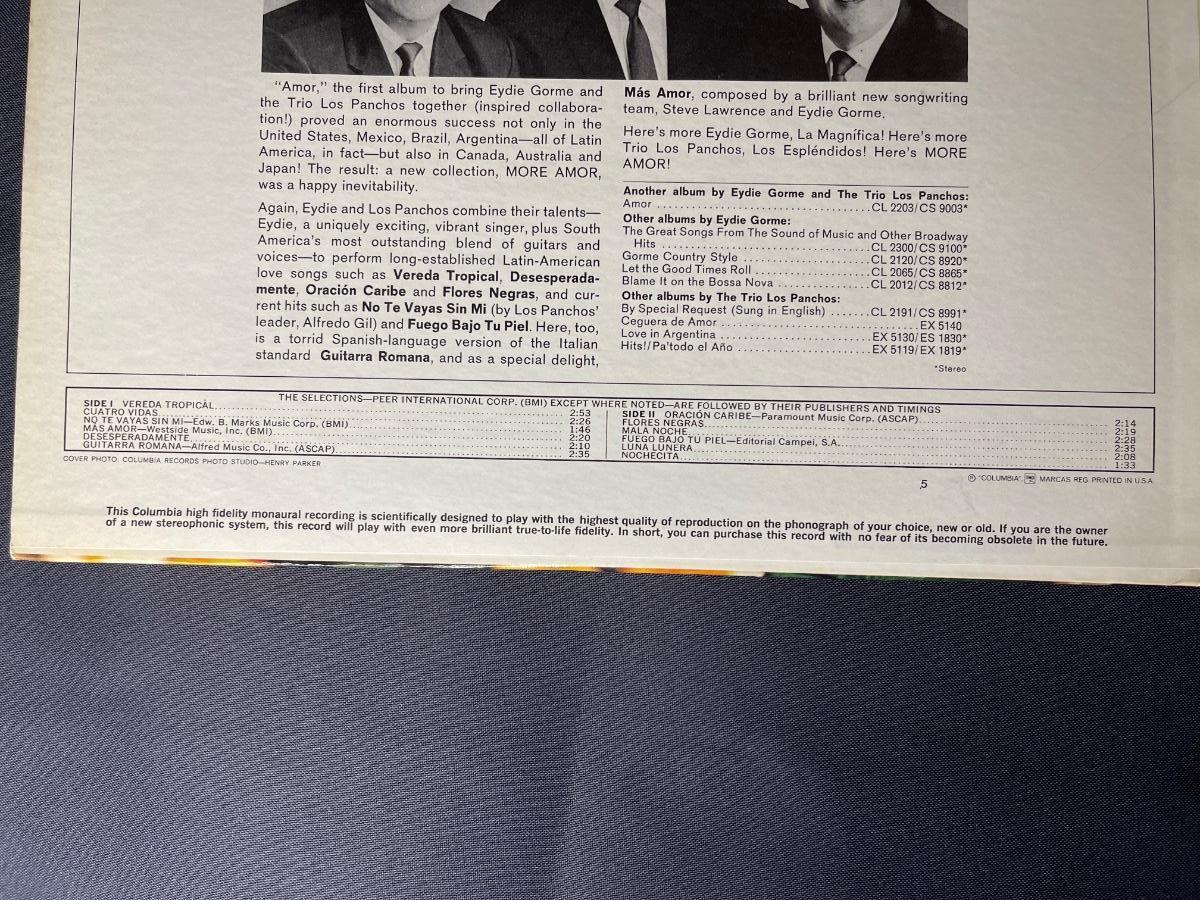 "Amor," the first album to bring Eydie Gorme and
the Trio Los Panchos together (inspired collabora-
tion!) proved an enormous success not only in the
United States, Mexico, Brazil, Argentina—all of Latin
America, in fact—but also in Canada, Australia and
Japan! The result: a new collection, MORE AMOR,
was a happy inevitability.
Again, Eydie and Los Panchos combine their talents—
Eydie, a uniquely exciting, vibrant singer, plus South
America's most outstanding blend of guitars and
voices—to perform long-established Latin-American
love songs such as Vereda Tropical, Desesperada-
mente, Oración Caribe and Flores Negras, and cur-
rent hits such as No Te Vayas Sin Mi (by Los Panchos'
leader, Alfredo Gil) and Fuego Bajo Tu Piel. Here, too,
is a torrid Spanish-language version of the Italian
standard Guitarra Romana, and as a special delight,
Más Amor, composed by a brilliant new songwriting
team, Steve Lawrence and Eydie Gorme.
Here's more Eydie Gorme, La Magnífica! Here's more
Trio Los Panchos, Los Espléndidos! Here's MORE
AMOR!
Another album by Eydie Gorme and The Trio Los Panchos:
Amor ..............................CL 2203/CS 9003*
Other albums by Eydie Gorme:
The Great Songs From The Sound of Music and Other Broadway
Hits ..............................CL 2300/CS 9100*
Gorme Country Style ...................CL 2120/CS 8920*
Let the Good Times Roll ................CL 2065/CS 8865*
Blame It on the Bossa Nova .............CL 2012/CS 8812*
Other albums by The Trio Los Panchos:
By Special Request (Sung in English) .......CL 2191/CS 8991*
Ceguera de Amor ..............................EX 5140
Love in Argentina ....................EX 5130/ES 1830*
Hits!/Pa'todo el Año ...................EX 5119/EX 1819*
*Stereo
THE SELECTIONS—PEER INTERNATIONAL CORP. (BMI) EXCEPT WHERE NOTED—ARE FOLLOWED BY THEIR PUBLISHERS AND TIMINGS
SIDE I VEREDA TROPICAL 2:53
CUATRO VIDAS 2:26
NO TE VAYAS SIN MI—Edw. B. Marks Music Corp. (BMI) 1:46
MÁS AMOR—Westside Music, Inc. (BMI) 2:20
DESESPERADAMENTE 2:10
GUITARRA ROMANA—Alfred Music Co., Inc. (ASCAP) 2:35
SIDE II ORACIÓN CARIBE—Paramount Music Corp. (ASCAP) 2:14
FLORES NEGRAS 2:19
MALA NOCHE 2:28
FUEGO BAJO TU PIEL—Editorial Campei, S.A. 2:35
LUNA LUNERA 2:08
NOCHECITA 1:33
COVER PHOTO: COLUMBIA RECORDS PHOTO STUDIO—HENRY PARKER
5
® "COLUMBIA", MARCAS REG. PRINTED IN U.S.A.
This Columbia high fidelity monaural recording is scientifically designed to play with the highest quality of reproduction on the phonograph of your choice, new or old. If you are the owner
of a new stereophonic system, this record will play with even more brilliant true-to-life fidelity. In short, you can purchase this record with no fear of its becoming obsolete in the future.